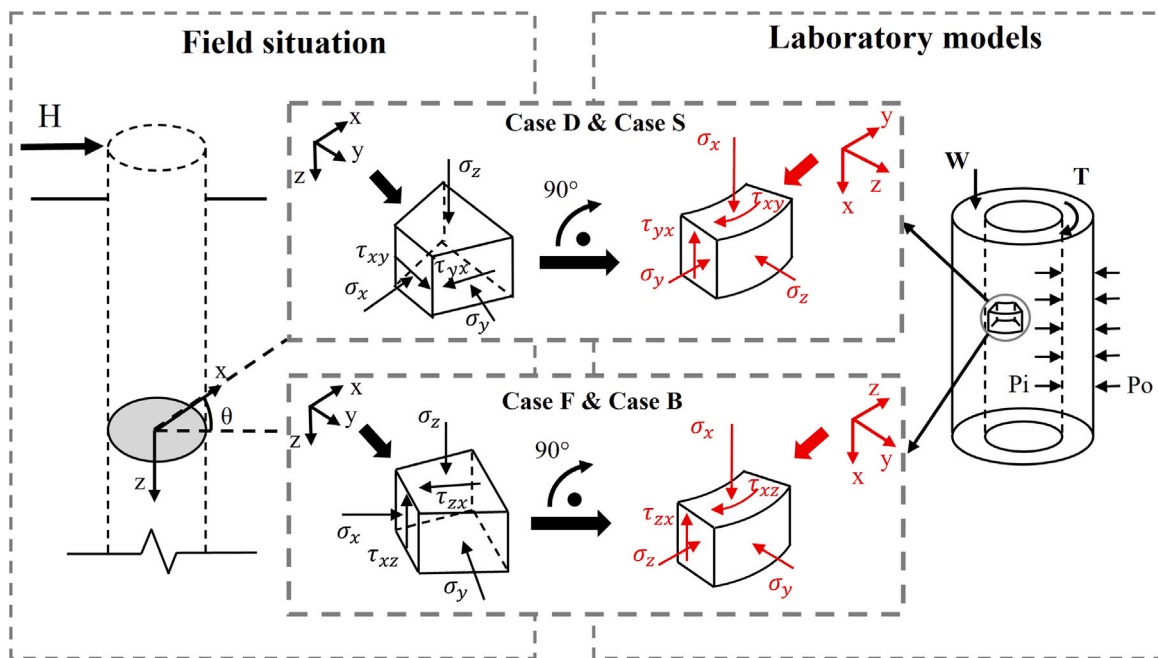 Field situation
H
x
θ
z
Case D & Case S
x
y
z
σz
τxy
τyx
σx
σy
90°
σx
τxy
τyx
σy
σz
y
z
x
Case F & Case B
x
y
z
σz
τzx
σx
τxz
σy
90°
σx
τxz
τzx
σz
σy
z
y
x
Laboratory models
W
T
Pi
Po